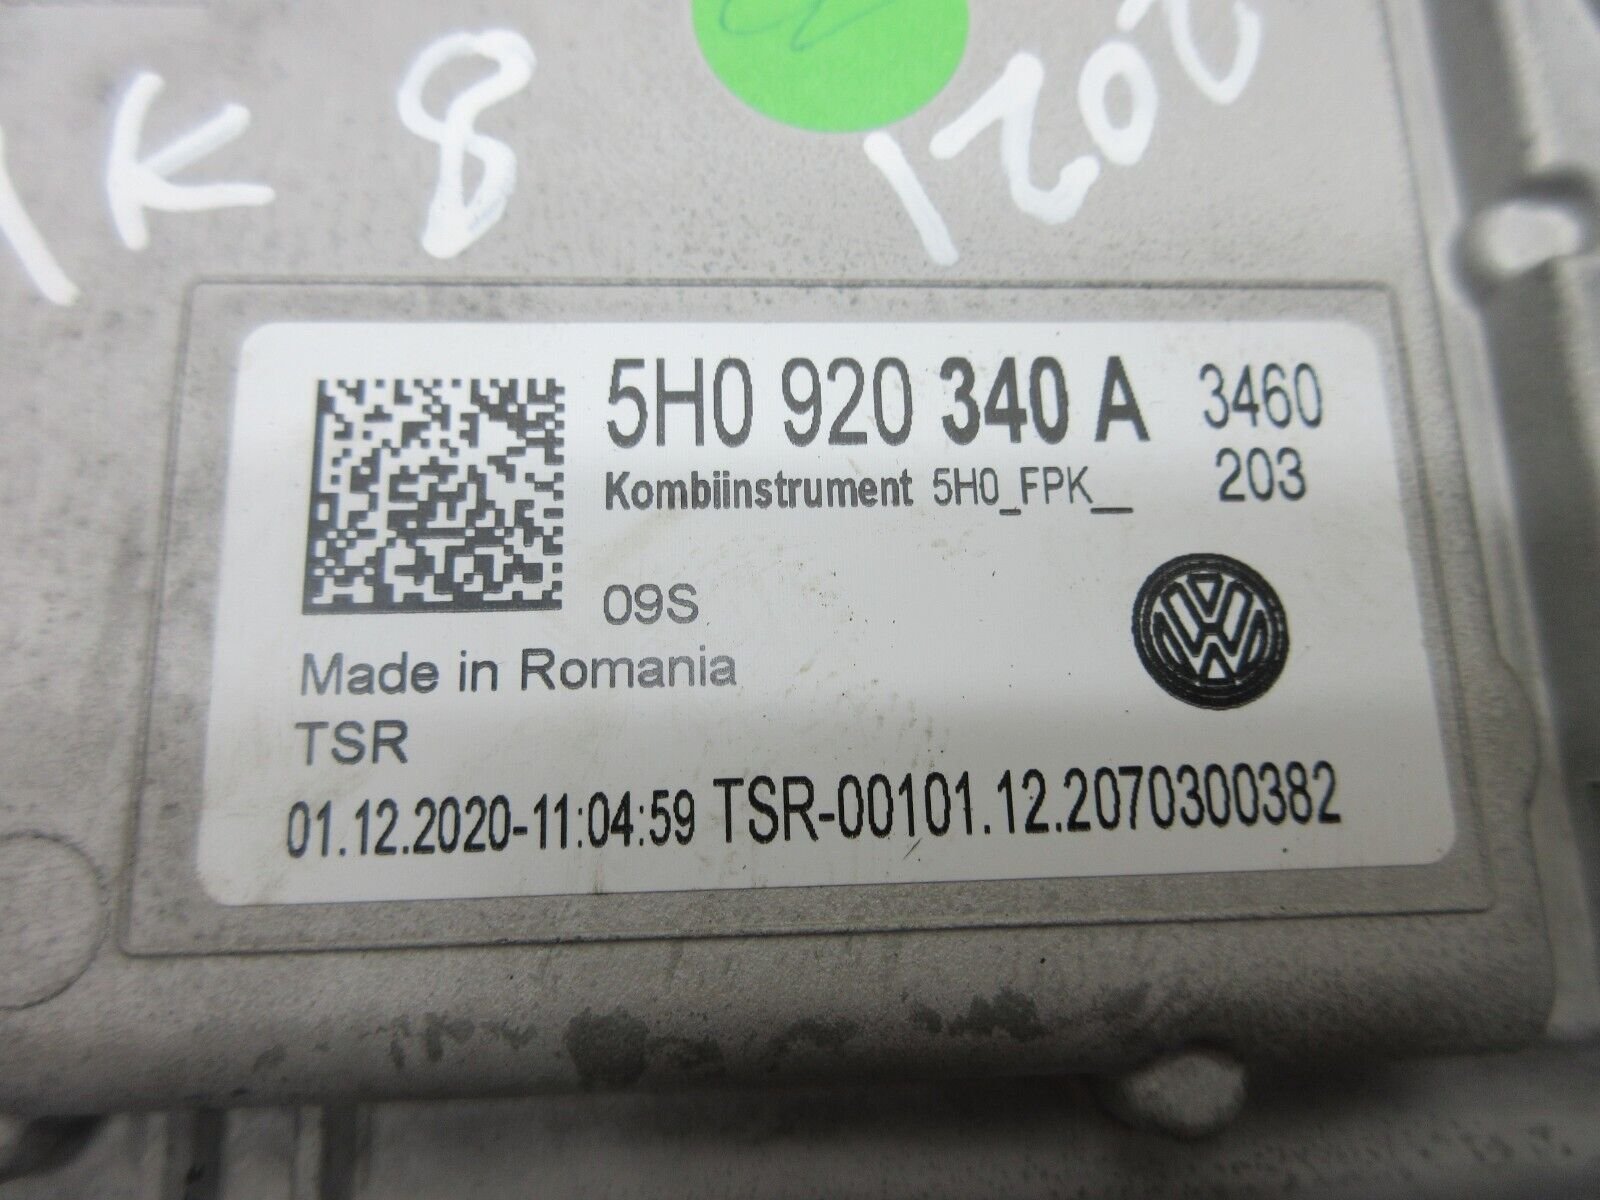 K 8
5H0 920 340 A 3460
Kombiinstrument 5H0_FPK__ 203
09S
Made in Romania
TSR
01.12.2020-11:04:59 TSR-00101.12.2070300382